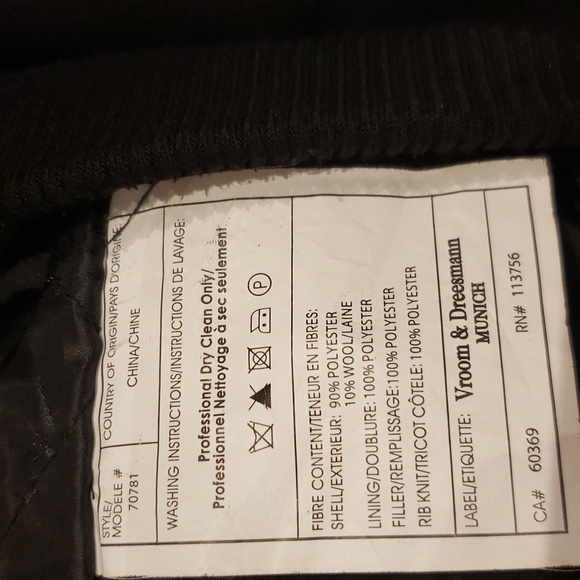 STYLE/
MODELE #
70781
COUNTRY OF ORIGIN/PAYS D'ORIGINE:
CHINA/CHINE
WASHING INSTRUCTIONS/INSTRUCTIONS DE LAVAGE:
Professional Dry Clean Only/
Professionnel Nettoyage à sec seulement
P
FIBRE CONTENT/TENEUR EN FIBRES:
SHELL/EXTERIEUR: 90% POLYESTER
10% WOOL/LAINE
LINING/DOUBLURE: 100% POLYESTER
FILLER/REMPLISSAGE:100% POLYESTER
RIB KNIT/TRICOT CÔTELE: 100% POLYESTER
LABEL/ETIQUETTE: Vroom & Dreesmann
MUNICH
CA# 60369 RN# 113756